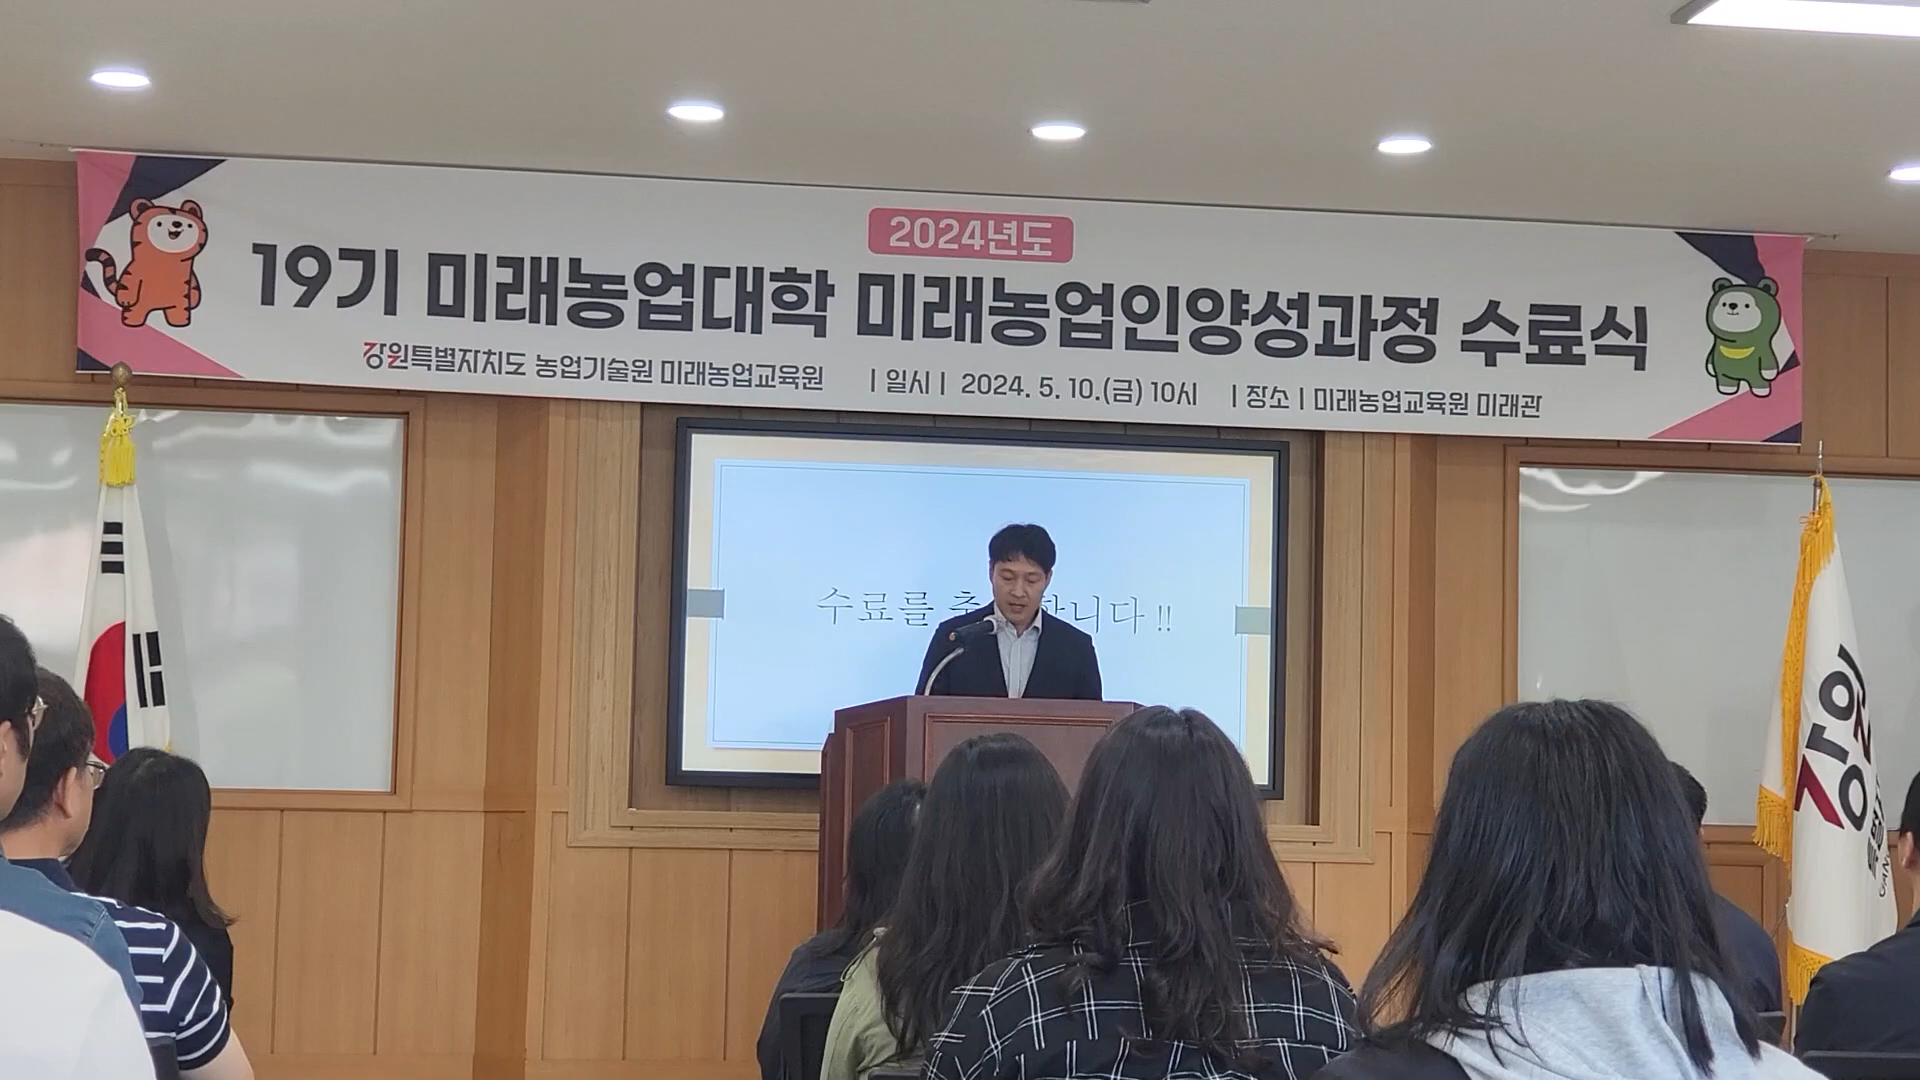 2024년도
19기 미래농업대학 미래농업인양성과정 수료식
강원특별자치도 농업기술원 미래농업교육원 | 일시 | 2024. 5. 10.(금) 10시 | 장소 | 미래농업교육원 미래관
수료를 니다 !!
강원